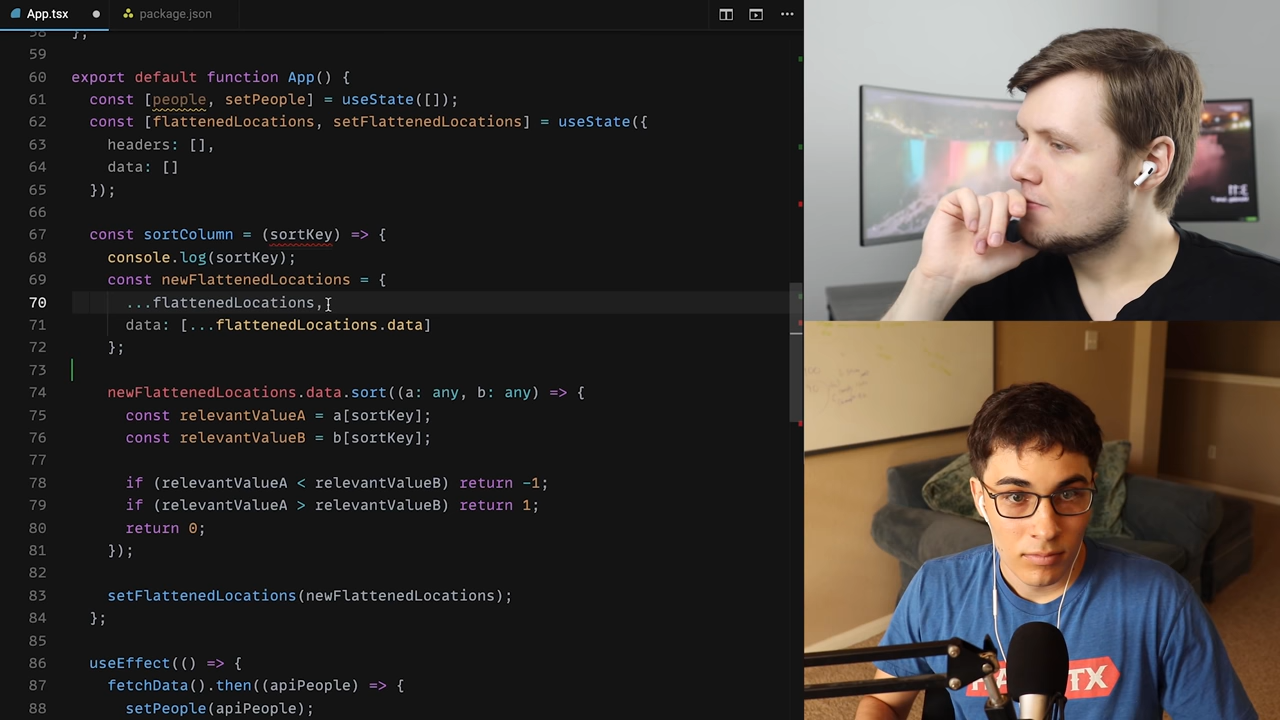 App.tsx
package.json
58 };
59
60 export default function App() {
61 const [people, setPeople] = useState([]);
62 const [flattenedLocations, setFlattenedLocations] = useState({
63 headers: [],
64 data: []
65 });
66
67 const sortColumn = (sortKey) => {
68 console.log(sortKey);
69 const newFlattenedLocations = {
70 ...flattenedLocations,
71 data: [...flattenedLocations.data]
72 };
73
74 newFlattenedLocations.data.sort((a: any, b: any) => {
75 const relevantValueA = a[sortKey];
76 const relevantValueB = b[sortKey];
77
78 if (relevantValueA < relevantValueB) return -1;
79 if (relevantValueA > relevantValueB) return 1;
80 return 0;
81 });
82
83 setFlattenedLocations(newFlattenedLocations);
84 };
85
86 useEffect(() => {
87 fetchData().then((apiPeople) => {
88 setPeople(apiPeople);